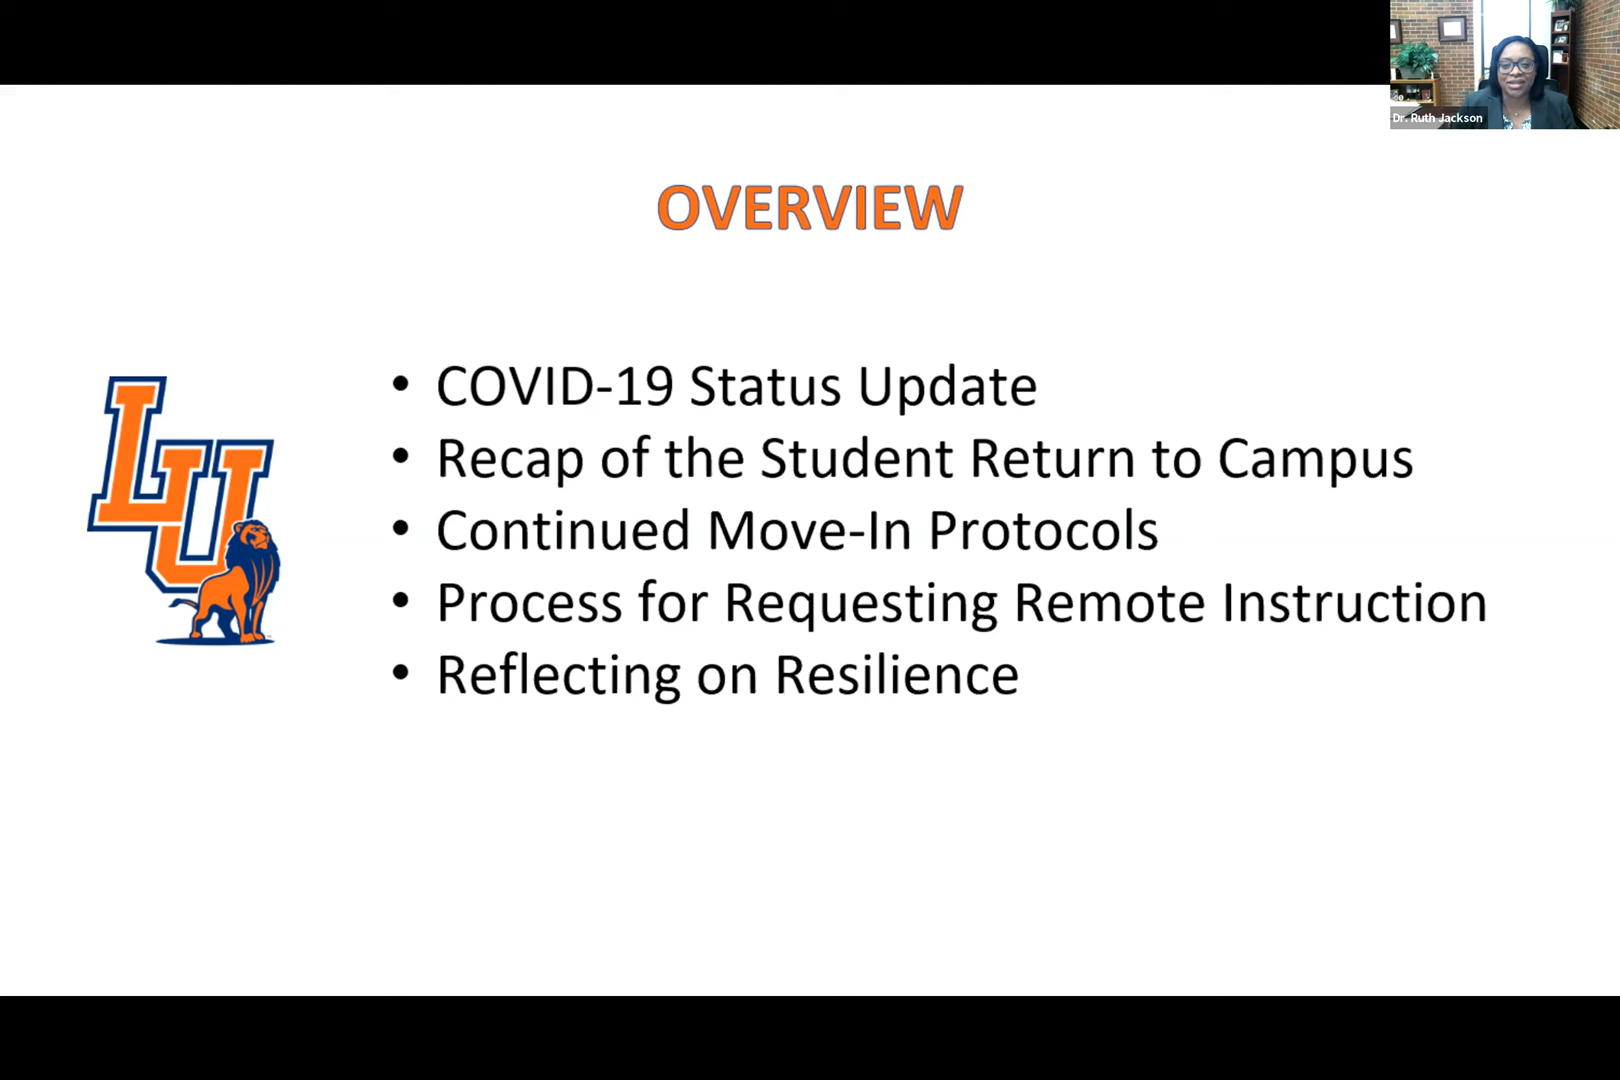 Dr. Ruth Jackson
OVERVIEW
LU
• COVID-19 Status Update
• Recap of the Student Return to Campus
• Continued Move-In Protocols
• Process for Requesting Remote Instruction
• Reflecting on Resilience